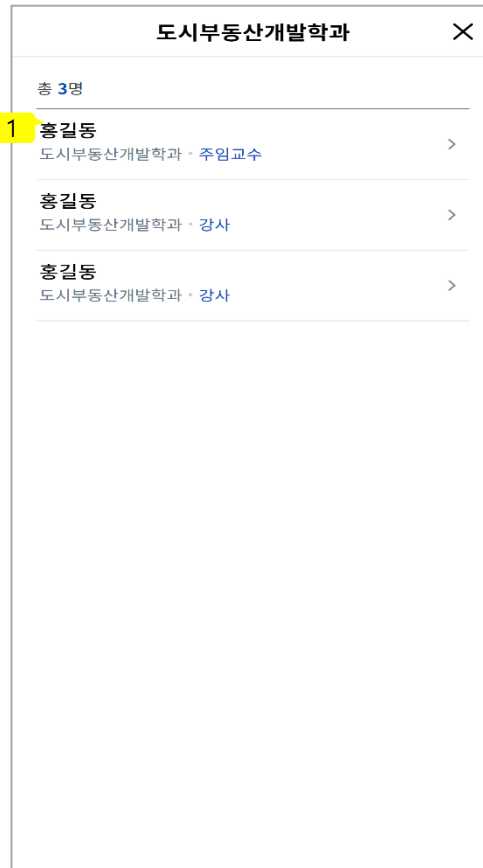 도시부동산개발학과
총 3명
1
홍길동
도시부동산개발학과 • 주임교수
홍길동
도시부동산개발학과 • 강사
홍길동
도시부동산개발학과 • 강사